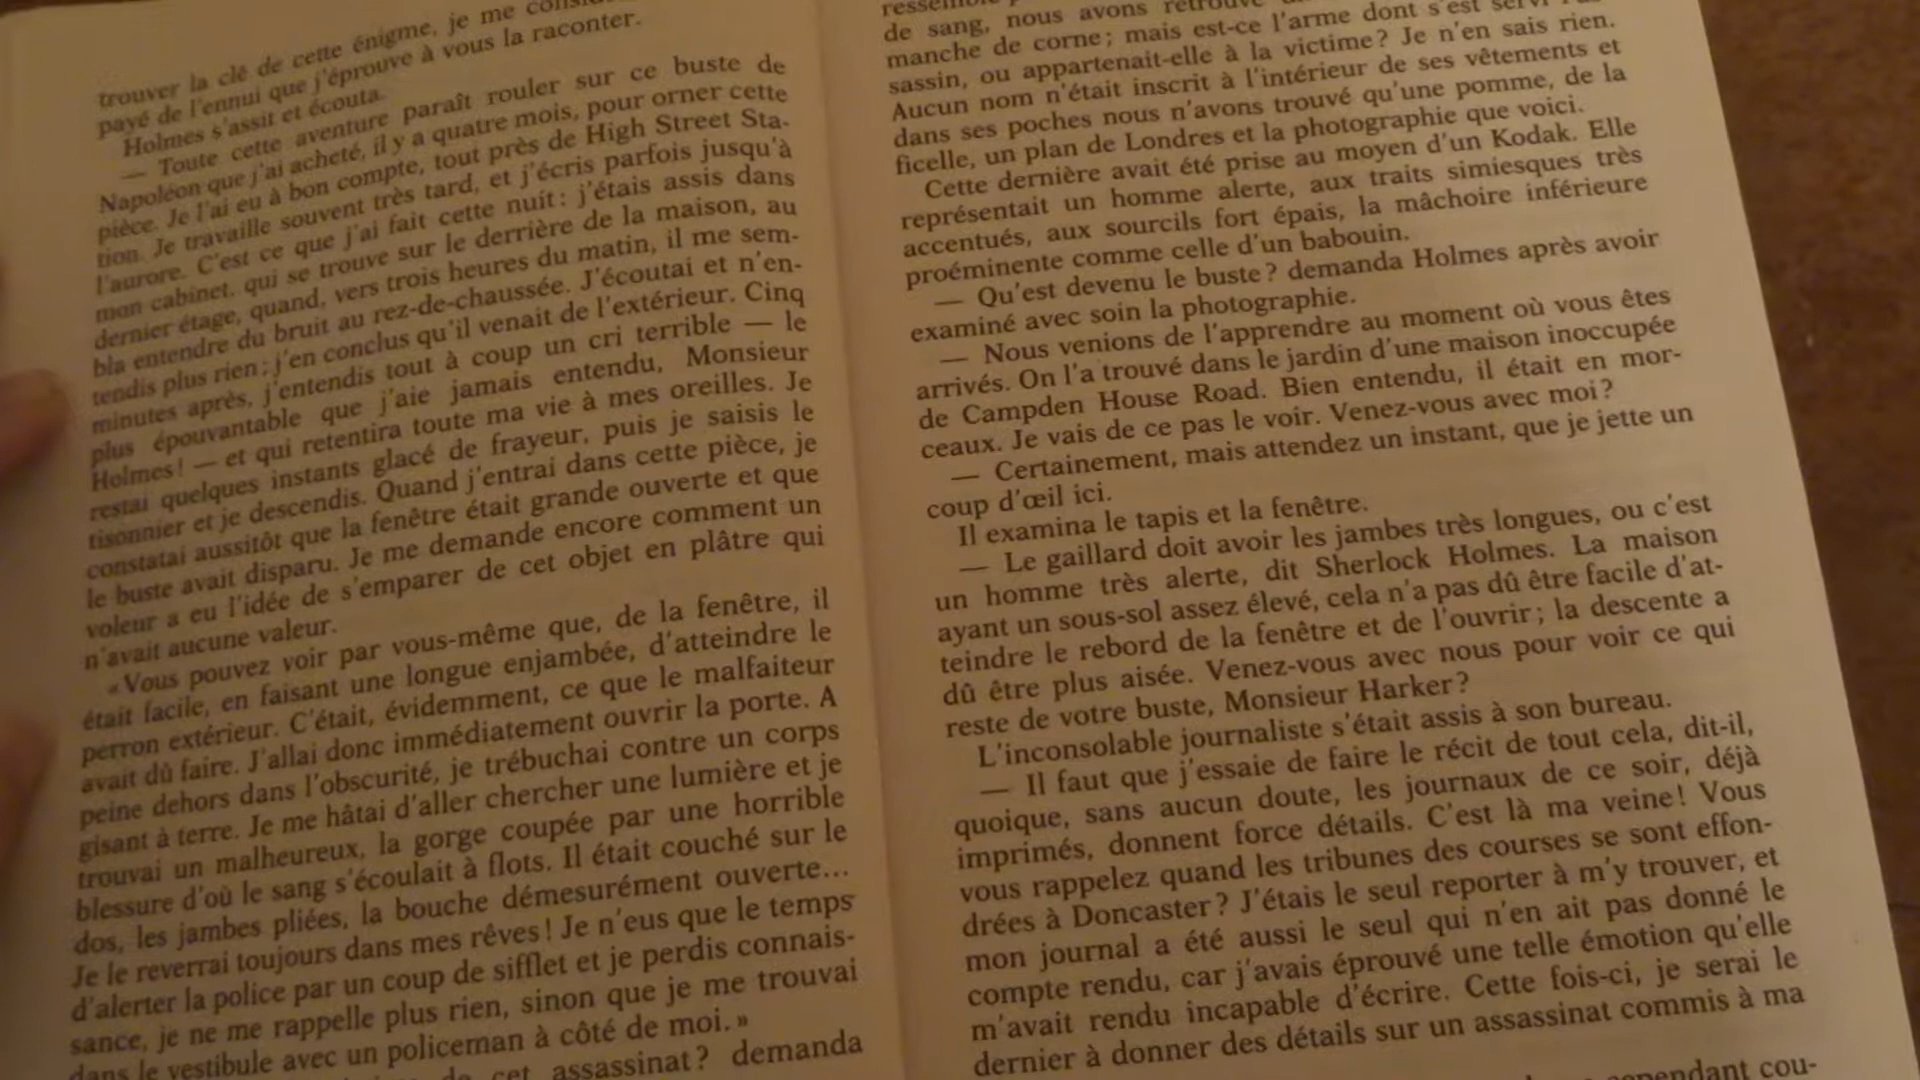 trouver la clé de cette énigme, je me
payé de l'ennui que j'éprouve à vous la raconter.
Holmes s'assit et écouta.
— Toute cette aventure paraît rouler sur ce buste de
Napoléon que j'ai acheté, il y a quatre mois, pour orner cette
pièce. Je l'ai eu à bon compte, tout près de High Street Sta-
tion. Je travaille souvent très tard, et j'écris parfois jusqu'à
l'aurore. C'est ce que j'ai fait cette nuit : j'étais assis dans
mon cabinet, qui se trouve sur le derrière de la maison, au
dernier étage, quand, vers trois heures du matin, il me sem-
bla entendre du bruit au rez-de-chaussée. J'écoutai et n'en-
tendis plus rien ; j'en conclus qu'il venait de l'extérieur. Cinq
minutes après, j'entendis tout à coup un cri terrible — le
plus épouvantable que j'aie jamais entendu, Monsieur
Holmes ! — et qui retentira toute ma vie à mes oreilles. Je
restai quelques instants glacé de frayeur, puis je saisis le
tisonnier et je descendis. Quand j'entrai dans cette pièce, je
constatai aussitôt que la fenêtre était grande ouverte et que
le buste avait disparu. Je me demande encore comment un
voleur a eu l'idée de s'emparer de cet objet en plâtre qui
n'avait aucune valeur.
« Vous pouvez voir par vous-même que, de la fenêtre, il
était facile, en faisant une longue enjambée, d'atteindre le
perron extérieur. C'était, évidemment, ce que le malfaiteur
avait dû faire. J'allai donc immédiatement ouvrir la porte. A
peine dehors dans l'obscurité, je trébuchai contre un corps
gisant à terre. Je me hâtai d'aller chercher une lumière et je
trouvai un malheureux, la gorge coupée par une horrible
blessure d'où le sang s'écoulait à flots. Il était couché sur le
dos, les jambes pliées, la bouche démesurément ouverte...
Je le reverrai toujours dans mes rêves ! Je n'eus que le temps
d'alerter la police par un coup de sifflet et je perdis connais-
sance, je ne me rappelle plus rien, sinon que je me trouvai
dans le vestibule avec un policeman à côté de moi. »
de cet assassinat ? demanda
de sang, nous avons retrouvé
manche de corne ; mais est-ce l'arme dont s'est servi
sassin, ou appartenait-elle à la victime ? Je n'en sais rien.
Aucun nom n'était inscrit à l'intérieur de ses vêtements et
dans ses poches nous n'avons trouvé qu'une pomme, de la
ficelle, un plan de Londres et la photographie que voici.
Cette dernière avait été prise au moyen d'un Kodak. Elle
représentait un homme alerte, aux traits simiesques très
accentués, aux sourcils fort épais, la mâchoire inférieure
proéminente comme celle d'un babouin.
— Qu'est devenu le buste ? demanda Holmes après avoir
examiné avec soin la photographie.
— Nous venions de l'apprendre au moment où vous êtes
arrivés. On l'a trouvé dans le jardin d'une maison inoccupée
de Campden House Road. Bien entendu, il était en mor-
ceaux. Je vais de ce pas le voir. Venez-vous avec moi ?
— Certainement, mais attendez un instant, que je jette un
coup d'œil ici.
Il examina le tapis et la fenêtre.
— Le gaillard doit avoir les jambes très longues, ou c'est
un homme très alerte, dit Sherlock Holmes. La maison
ayant un sous-sol assez élevé, cela n'a pas dû être facile d'at-
teindre le rebord de la fenêtre et de l'ouvrir ; la descente a
dû être plus aisée. Venez-vous avec nous pour voir ce qui
reste de votre buste, Monsieur Harker ?
L'inconsolable journaliste s'était assis à son bureau.
— Il faut que j'essaie de faire le récit de tout cela, dit-il,
quoique, sans aucun doute, les journaux de ce soir, déjà
imprimés, donnent force détails. C'est là ma veine ! Vous
vous rappelez quand les tribunes des courses se sont effon-
drées à Doncaster ? J'étais le seul reporter à m'y trouver, et
mon journal a été aussi le seul qui n'en ait pas donné le
compte rendu, car j'avais éprouvé une telle émotion qu'elle
m'avait rendu incapable d'écrire. Cette fois-ci, je serai le
dernier à donner des détails sur un assassinat commis à ma
cependant cou-